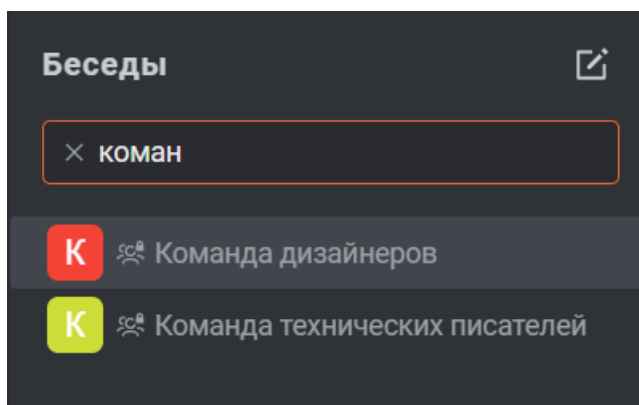 Беседы
коман
К Команда дизайнеров
К Команда технических писателей